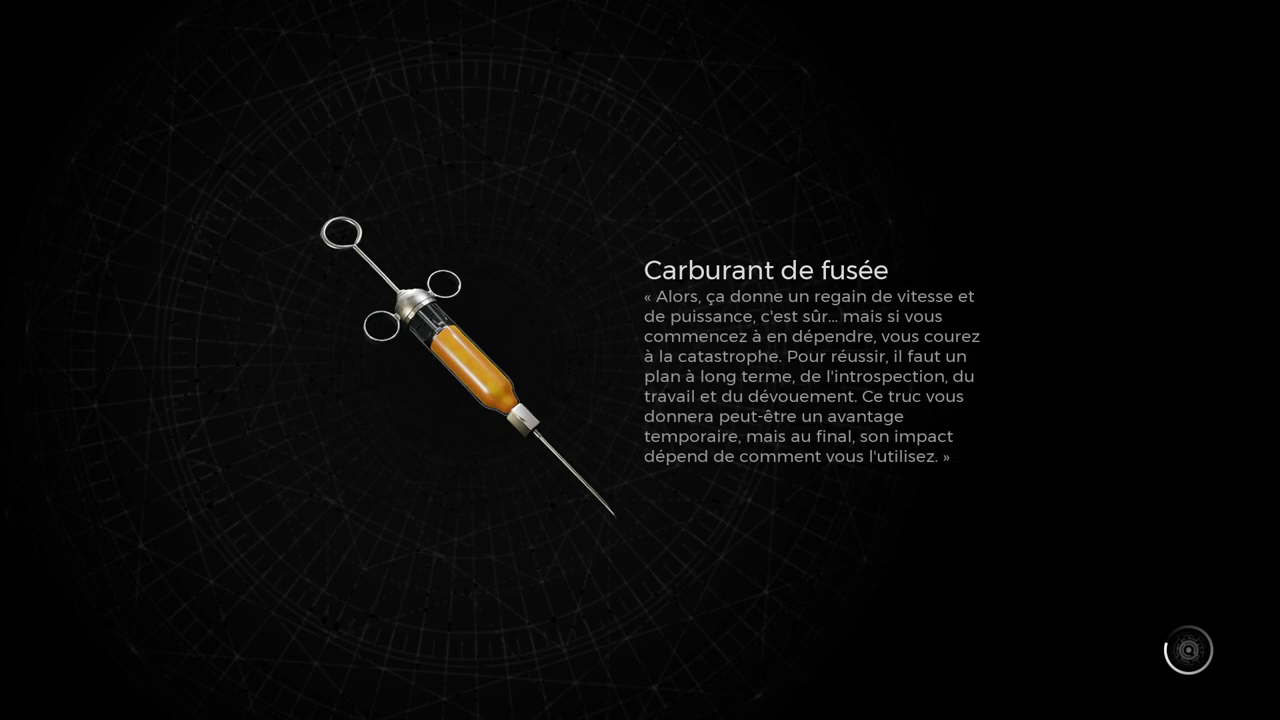 Carburant de fusée
« Alors, ça donne un regain de vitesse et
de puissance, c'est sûr... mais si vous
commencez à en dépendre, vous courez
à la catastrophe. Pour réussir, il faut un
plan à long terme, de l'introspection, du
travail et du dévouement. Ce truc vous
donnera peut-être un avantage
temporaire, mais au final, son impact
dépend de comment vous l'utilisez. »